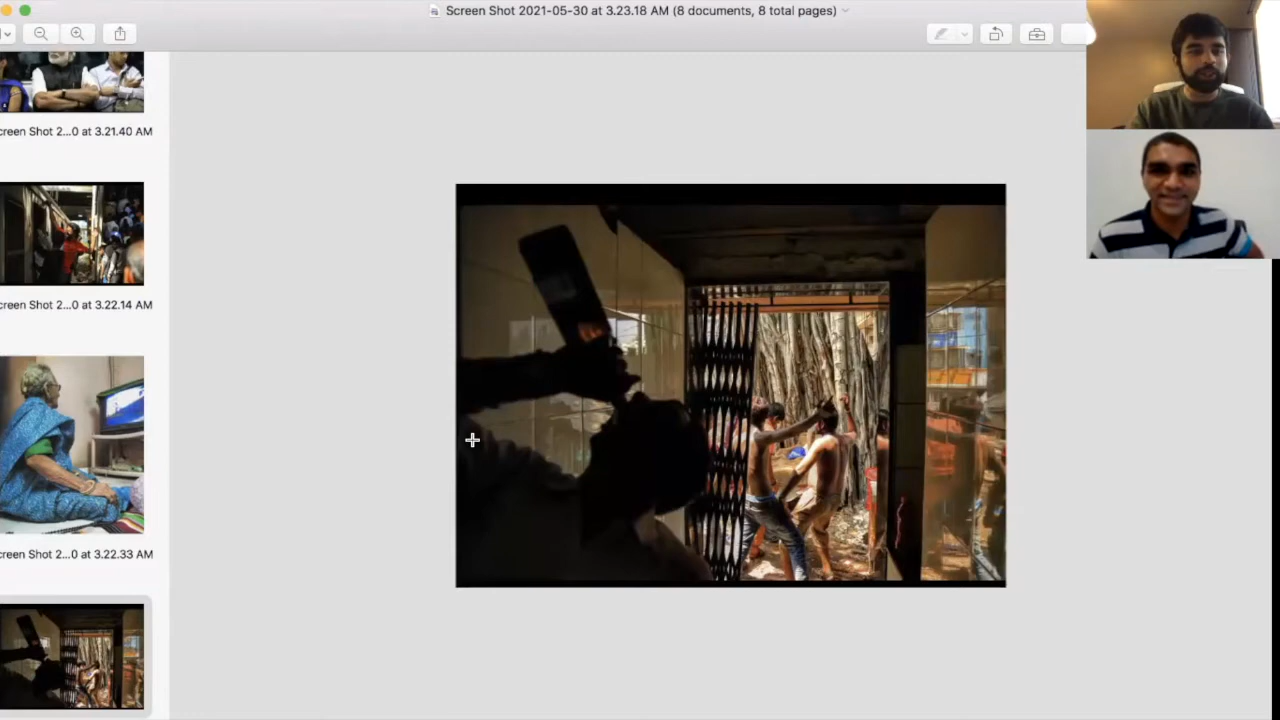 Screen Shot 2021-05-30 at 3.23.18 AM (8 documents, 8 total pages)
creen Shot 2...0 at 3.21.40 AM
creen Shot 2...0 at 3.22.14 AM
creen Shot 2...0 at 3.22.33 AM